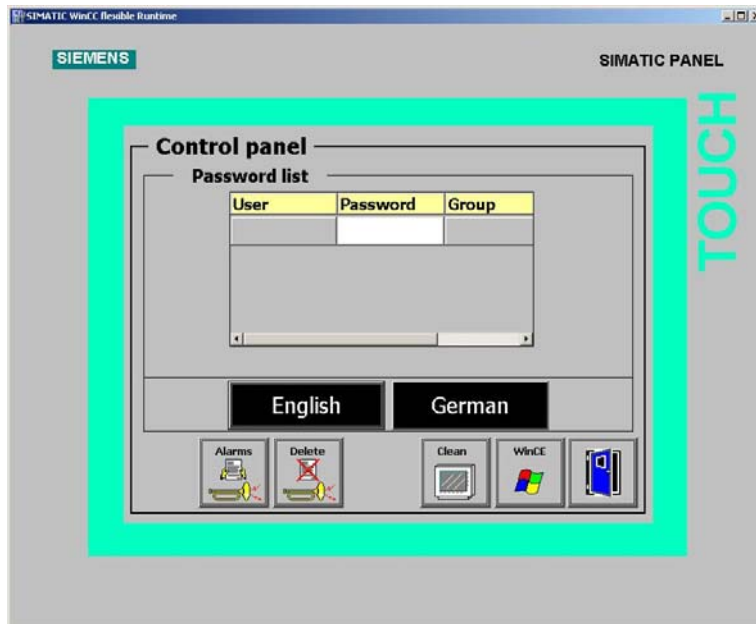 SIMATIC WinCC flexible Runtime
SIEMENS
SIMATIC PANEL
TOUCH
Control panel
Password list
User Password Group
English German
Alarms Delete Clean WinCE